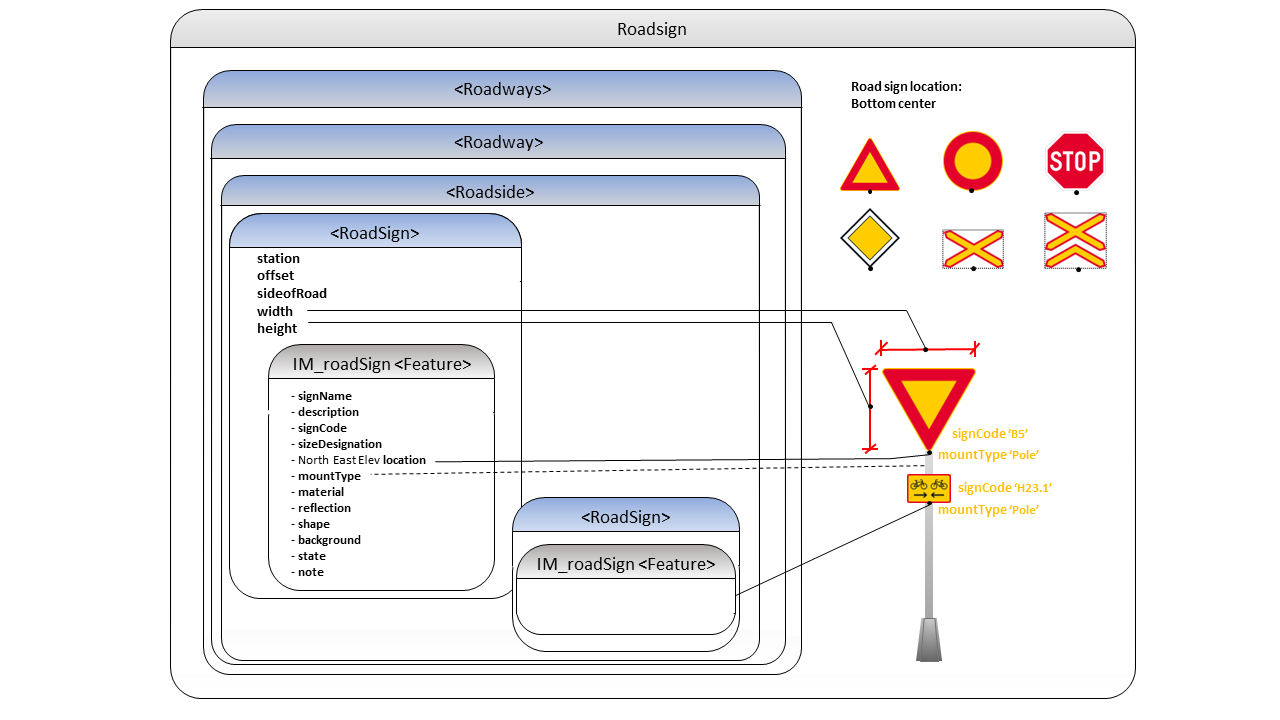 Roadsign
<Roadways>
<Roadway>
<Roadside>
<RoadSign>
station
offset
sideofRoad
width
height
IM_roadSign <Feature>
- signName
- description
- signCode
- sizeDesignation
- North East Elev location
- mountType
- material
- reflection
- shape
- background
- state
- note
<RoadSign>
IM_roadSign <Feature>
Road sign location:
Bottom center
STOP
signCode ‘B5’
mountType ‘Pole’
signCode ‘H23.1’
mountType ‘Pole’